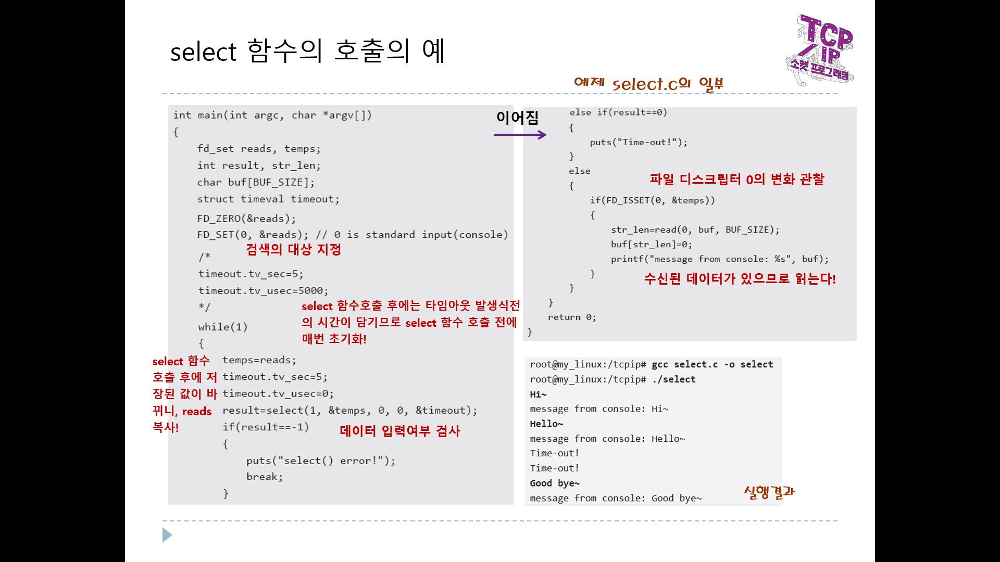 select 함수의 호출의 예
TCP
/IP
소켓 프로그래밍
예제 select.c의 일부
int main(int argc, char *argv[])
{
fd_set reads, temps;
int result, str_len;
char buf[BUF_SIZE];
struct timeval timeout;
FD_ZERO(&reads);
FD_SET(0, &reads); // 0 is standard input(console)
검색의 대상 지정
/*
timeout.tv_sec=5;
timeout.tv_usec=5000;
*/
select 함수호출 후에는 타임아웃 발생식전
의 시간이 담기므로 select 함수 호출 전에
매번 초기화!
while(1)
{
select 함수
호출 후에 저
장된 값이 바
뀌니, reads
복사!
temps=reads;
timeout.tv_sec=5;
timeout.tv_usec=0;
result=select(1, &temps, 0, 0, &timeout);
if(result==-1)
데이터 입력여부 검사
{
puts("select() error!");
break;
}
이어짐
else if(result==0)
{
puts("Time-out!");
}
else
파일 디스크립터 0의 변화 관찰
{
if(FD_ISSET(0, &temps))
{
str_len=read(0, buf, BUF_SIZE);
buf[str_len]=0;
printf("message from console: %s", buf);
}
수신된 데이터가 있으므로 읽는다!
}
}
return 0;
}
root@my_linux:/tcpip# gcc select.c -o select
root@my_linux:/tcpip# ./select
Hi~
message from console: Hi~
Hello~
message from console: Hello~
Time-out!
Time-out!
Good bye~
message from console: Good bye~
실행결과